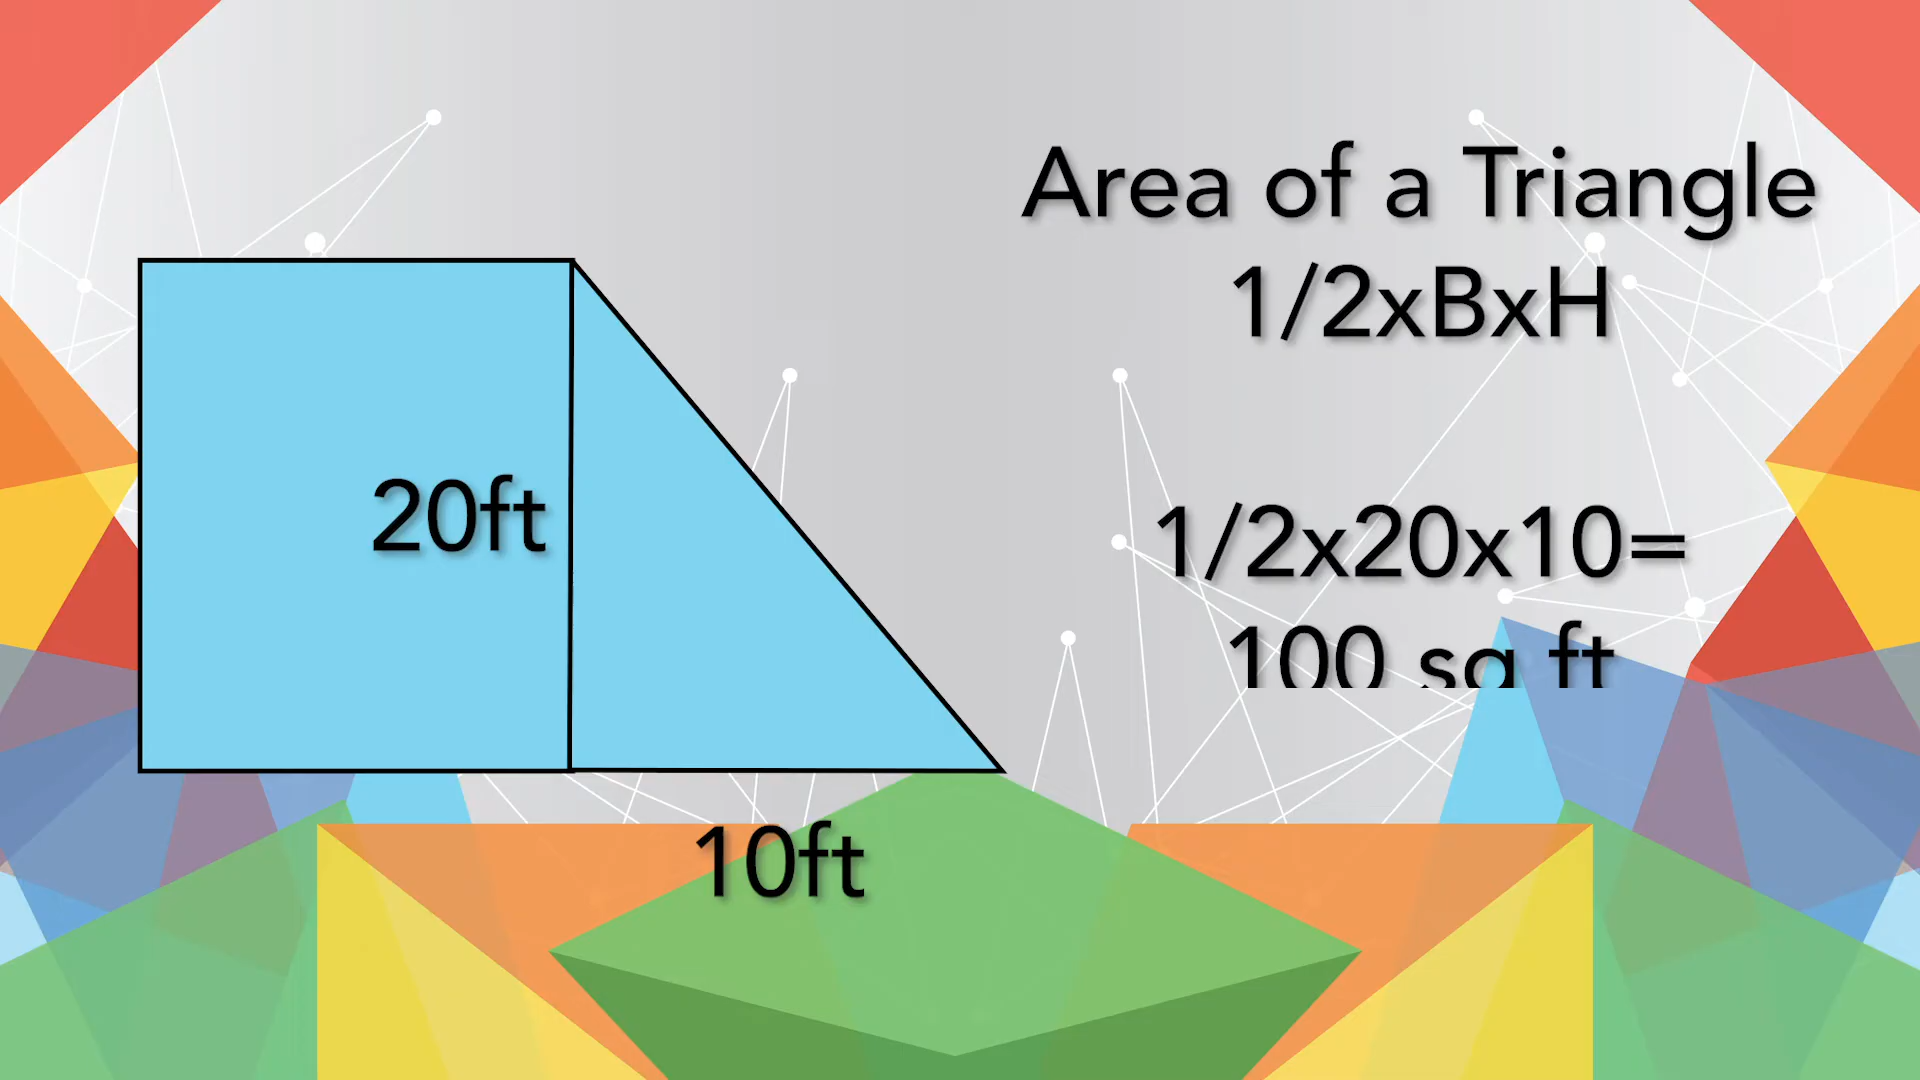 Area of a Triangle
1/2xBxH
20ft
1/2x20x10=
100 sq ft
10ft